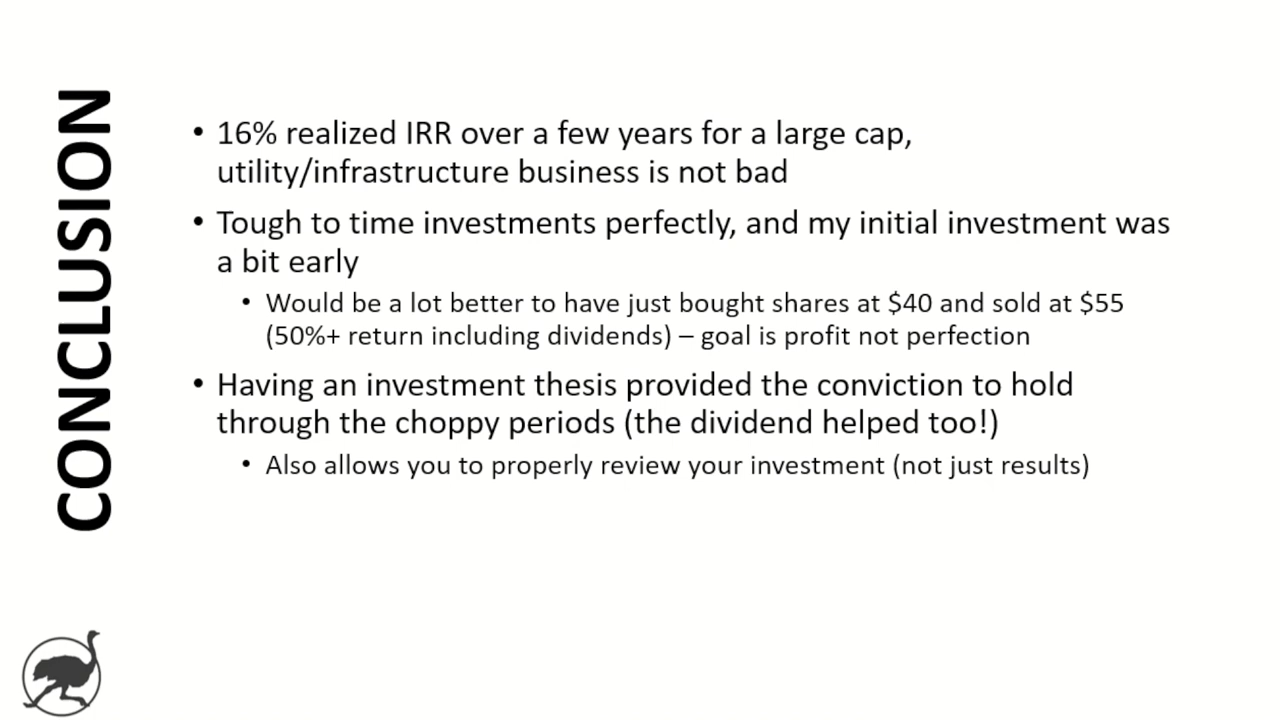 CONCLUSION
• 16% realized IRR over a few years for a large cap,
utility/infrastructure business is not bad
• Tough to time investments perfectly, and my initial investment was
a bit early
• Would be a lot better to have just bought shares at $40 and sold at $55
(50%+ return including dividends) – goal is profit not perfection
• Having an investment thesis provided the conviction to hold
through the choppy periods (the dividend helped too!)
• Also allows you to properly review your investment (not just results)